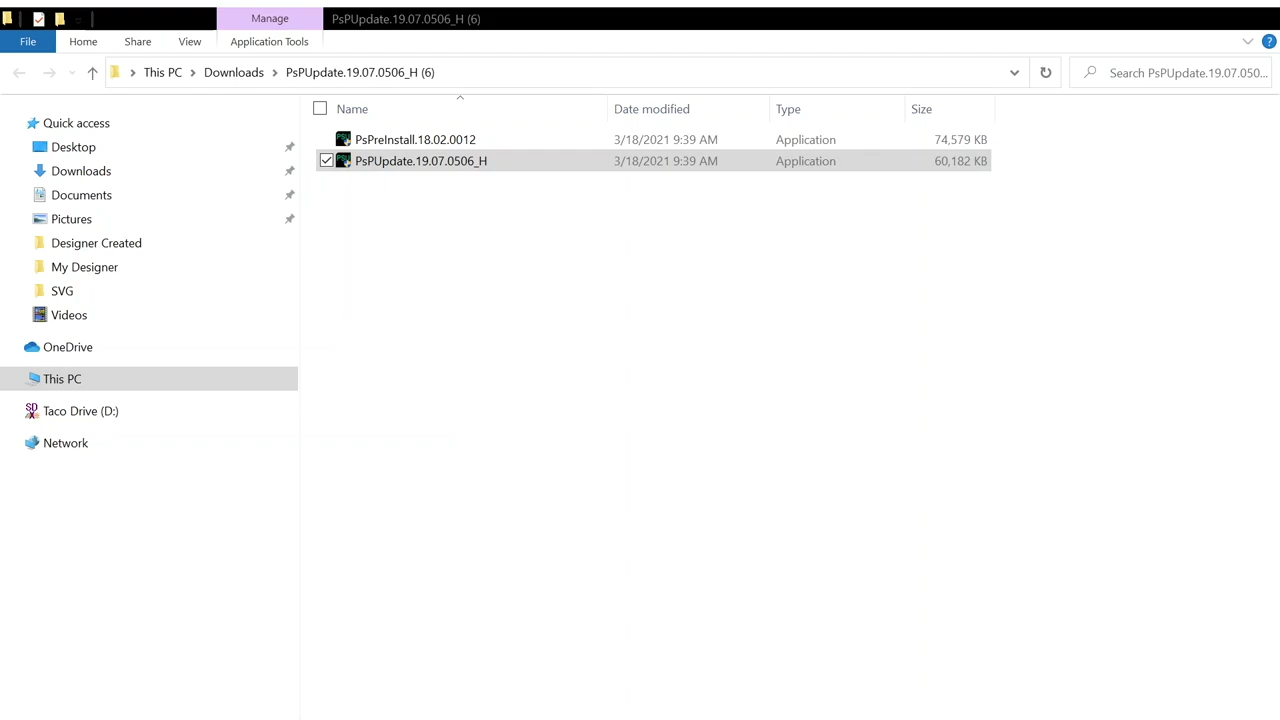 Manage
PsPUpdate.19.07.0506_H (6)
File
Home
Share
View
Application Tools
This PC
Downloads
PsPUpdate.19.07.0506_H (6)
Search PsPUpdate.19.07.050...
Name
Date modified
Type
Size
PsPreInstall.18.02.0012
3/18/2021 9:39 AM
Application
74,579 KB
PsPUpdate.19.07.0506_H
3/18/2021 9:39 AM
Application
60,182 KB
Quick access
Desktop
Downloads
Documents
Pictures
Designer Created
My Designer
SVG
Videos
OneDrive
This PC
Taco Drive (D:)
Network